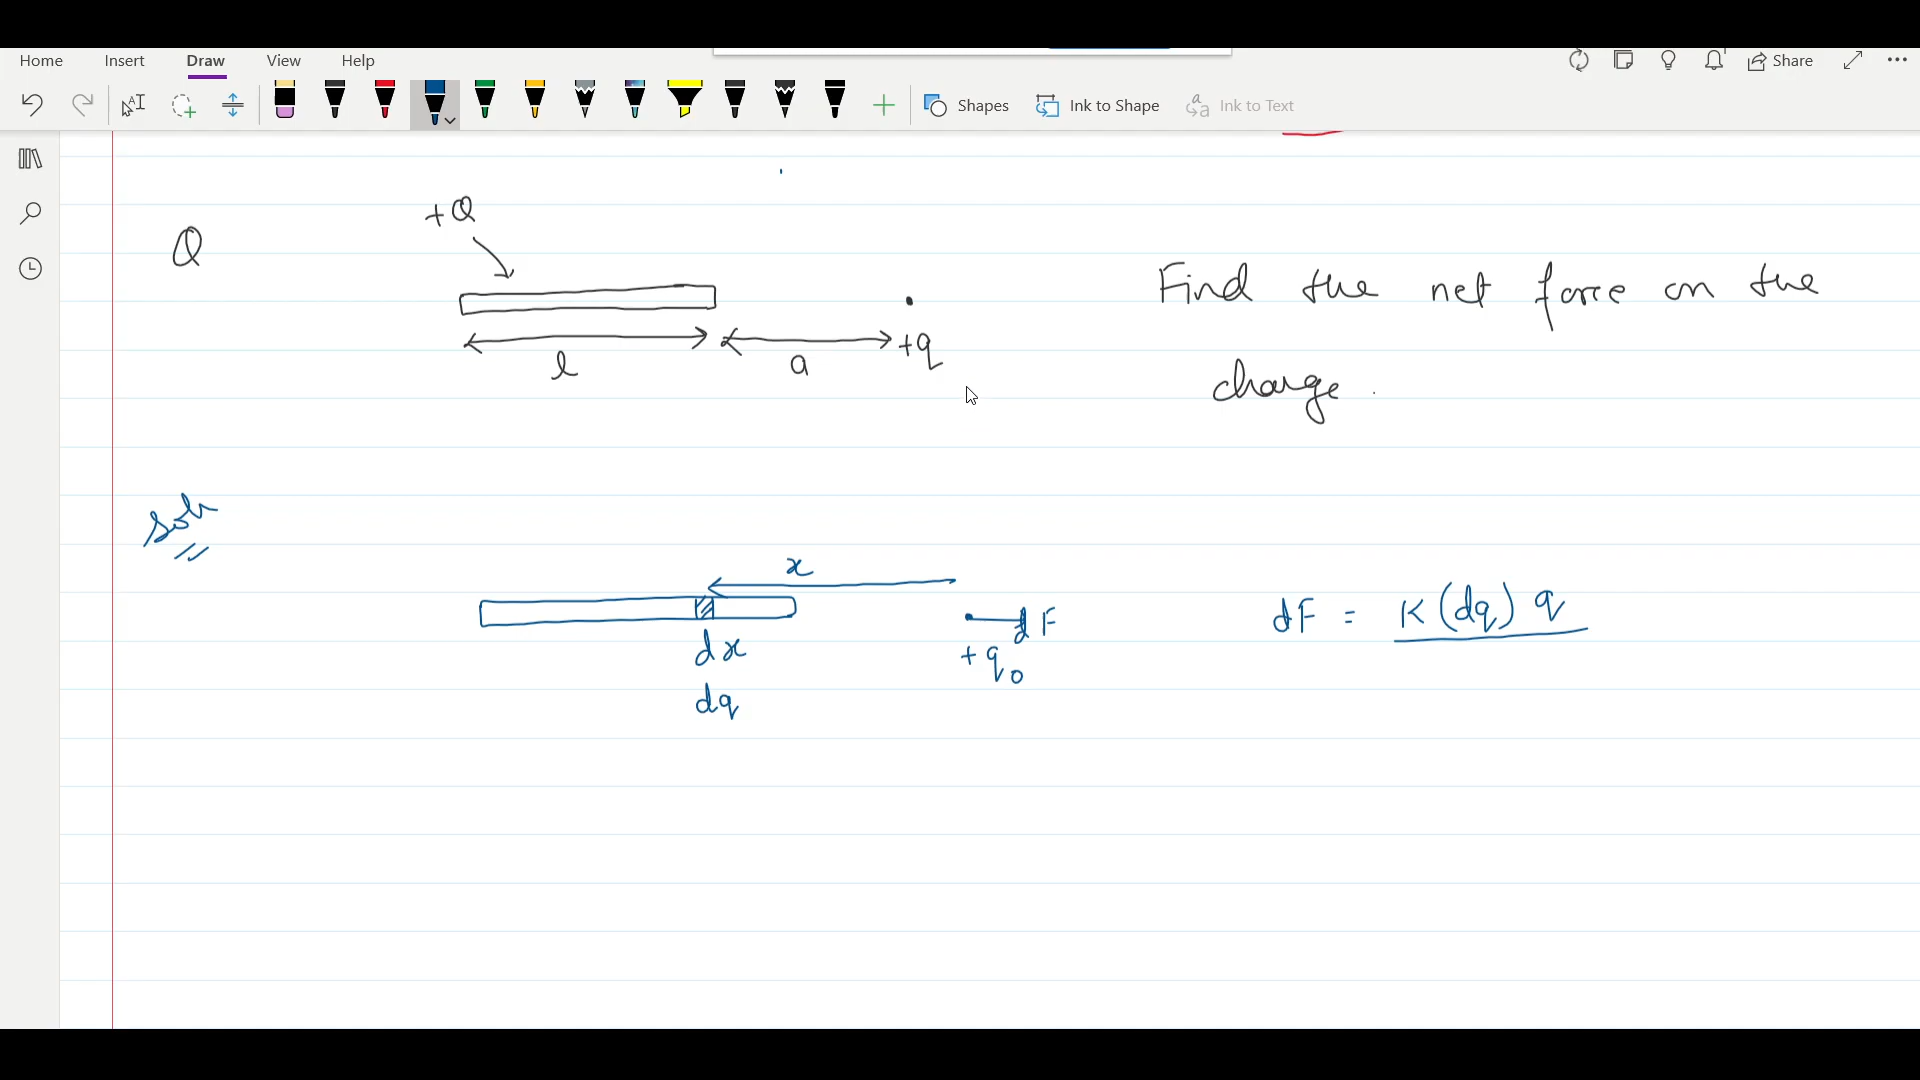 Home Insert Draw View Help
Share
Shapes Ink to Shape Ink to Text
+Q
Q
Find the net force on the
l a +q
charge.
Soln
x
dF = K(dq) q
dF
dx +q₀
dq